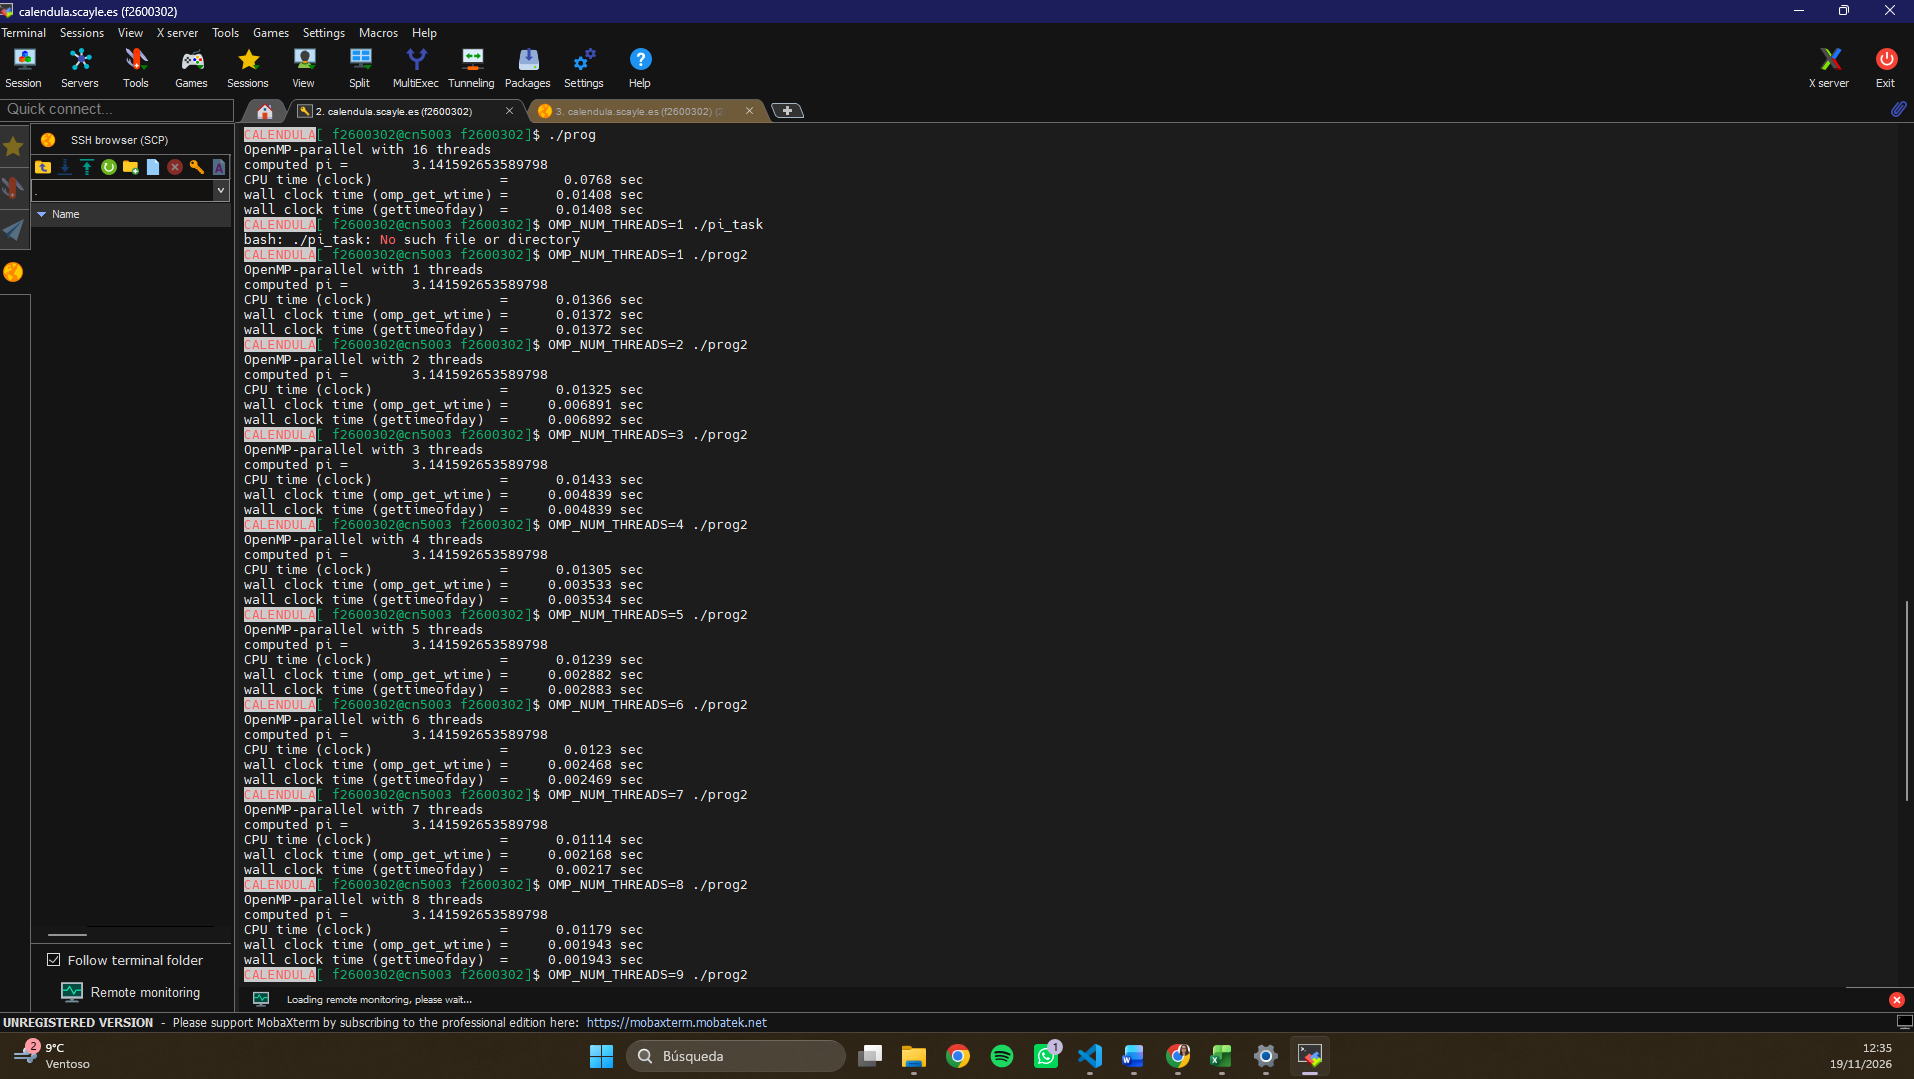 calendula.scayle.es (f2600302)
Terminal Sessions View X server Tools Games Settings Macros Help
Session Servers Tools Games Sessions View Split MultiExec Tunneling Packages Settings Help X server Exit
Quick connect...
2. calendula.scayle.es (f2600302)
3. calendula.scayle.es (f2600302) (2
SSH browser (SCP)
.
Name
CALENDULA[ f2600302@cn5003 f2600302]$ ./prog
OpenMP-parallel with 16 threads
computed pi = 3.141592653589798
CPU time (clock) = 0.0768 sec
wall clock time (omp_get_wtime) = 0.01408 sec
wall clock time (gettimeofday) = 0.01408 sec
CALENDULA[ f2600302@cn5003 f2600302]$ OMP_NUM_THREADS=1 ./pi_task
bash: ./pi_task: No such file or directory
CALENDULA[ f2600302@cn5003 f2600302]$ OMP_NUM_THREADS=1 ./prog2
OpenMP-parallel with 1 threads
computed pi = 3.141592653589798
CPU time (clock) = 0.01366 sec
wall clock time (omp_get_wtime) = 0.01372 sec
wall clock time (gettimeofday) = 0.01372 sec
CALENDULA[ f2600302@cn5003 f2600302]$ OMP_NUM_THREADS=2 ./prog2
OpenMP-parallel with 2 threads
computed pi = 3.141592653589798
CPU time (clock) = 0.01325 sec
wall clock time (omp_get_wtime) = 0.006891 sec
wall clock time (gettimeofday) = 0.006892 sec
CALENDULA[ f2600302@cn5003 f2600302]$ OMP_NUM_THREADS=3 ./prog2
OpenMP-parallel with 3 threads
computed pi = 3.141592653589798
CPU time (clock) = 0.01433 sec
wall clock time (omp_get_wtime) = 0.004839 sec
wall clock time (gettimeofday) = 0.004839 sec
CALENDULA[ f2600302@cn5003 f2600302]$ OMP_NUM_THREADS=4 ./prog2
OpenMP-parallel with 4 threads
computed pi = 3.141592653589798
CPU time (clock) = 0.01305 sec
wall clock time (omp_get_wtime) = 0.003533 sec
wall clock time (gettimeofday) = 0.003534 sec
CALENDULA[ f2600302@cn5003 f2600302]$ OMP_NUM_THREADS=5 ./prog2
OpenMP-parallel with 5 threads
computed pi = 3.141592653589798
CPU time (clock) = 0.01239 sec
wall clock time (omp_get_wtime) = 0.002882 sec
wall clock time (gettimeofday) = 0.002883 sec
CALENDULA[ f2600302@cn5003 f2600302]$ OMP_NUM_THREADS=6 ./prog2
OpenMP-parallel with 6 threads
computed pi = 3.141592653589798
CPU time (clock) = 0.0123 sec
wall clock time (omp_get_wtime) = 0.002468 sec
wall clock time (gettimeofday) = 0.002469 sec
CALENDULA[ f2600302@cn5003 f2600302]$ OMP_NUM_THREADS=7 ./prog2
OpenMP-parallel with 7 threads
computed pi = 3.141592653589798
CPU time (clock) = 0.01114 sec
wall clock time (omp_get_wtime) = 0.002168 sec
wall clock time (gettimeofday) = 0.00217 sec
CALENDULA[ f2600302@cn5003 f2600302]$ OMP_NUM_THREADS=8 ./prog2
OpenMP-parallel with 8 threads
computed pi = 3.141592653589798
CPU time (clock) = 0.01179 sec
wall clock time (omp_get_wtime) = 0.001943 sec
wall clock time (gettimeofday) = 0.001943 sec
CALENDULA[ f2600302@cn5003 f2600302]$ OMP_NUM_THREADS=9 ./prog2
Follow terminal folder
Remote monitoring
Loading remote monitoring, please wait...
UNREGISTERED VERSION - Please support MobaXterm by subscribing to the professional edition here: https://mobaxterm.mobatek.net
2
9°C
Ventoso
Búsqueda
1
12:35
19/11/2026